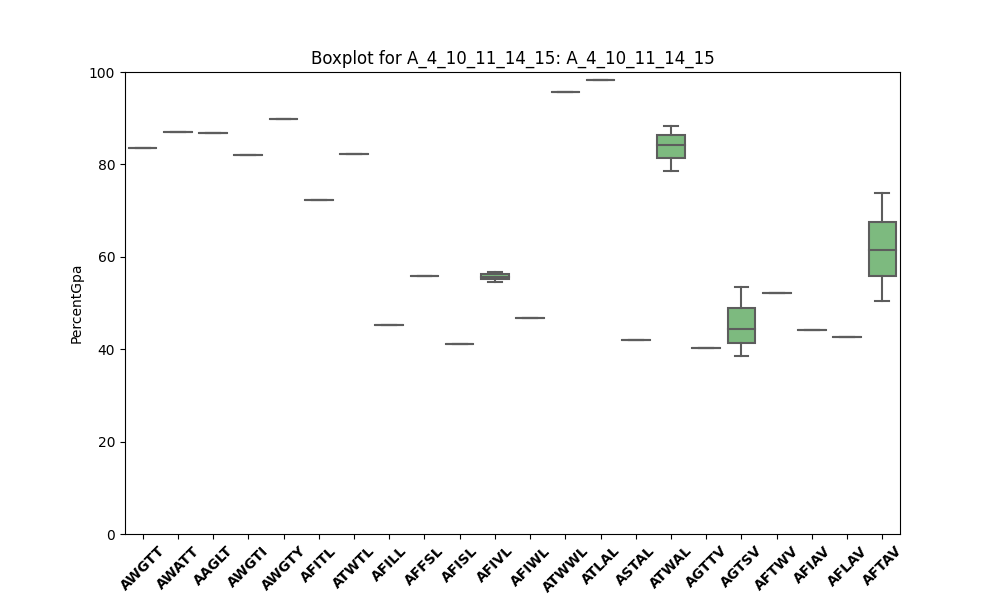 Boxplot for A_4_10_11_14_15: A_4_10_11_14_15
PercentGpa
100
80
60
40
20
0
AWGTT
AWATT
AAGLT
AWGTI
AWGTY
AFITL
ATWTL
AFILL
AFFSL
AFISL
AFIVL
AFIWL
ATWWL
ATLAL
ASTAL
ATWAL
AGTTV
AGTSV
AFTWV
AFIAV
AFLAV
AFTAV